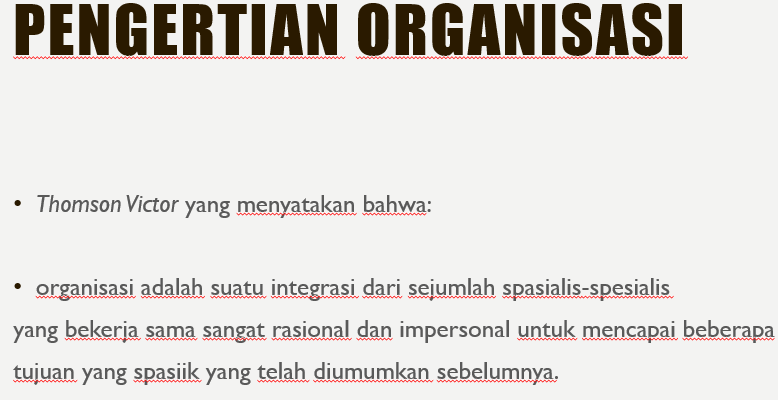 PENGERTIAN ORGANISASI
• Thomson Victor yang menyatakan bahwa:
• organisasi adalah suatu integrasi dari sejumlah spasialis-spesialis
yang bekerja sama sangat rasional dan impersonal untuk mencapai beberapa
tujuan yang spasiik yang telah diumumkan sebelumnya.